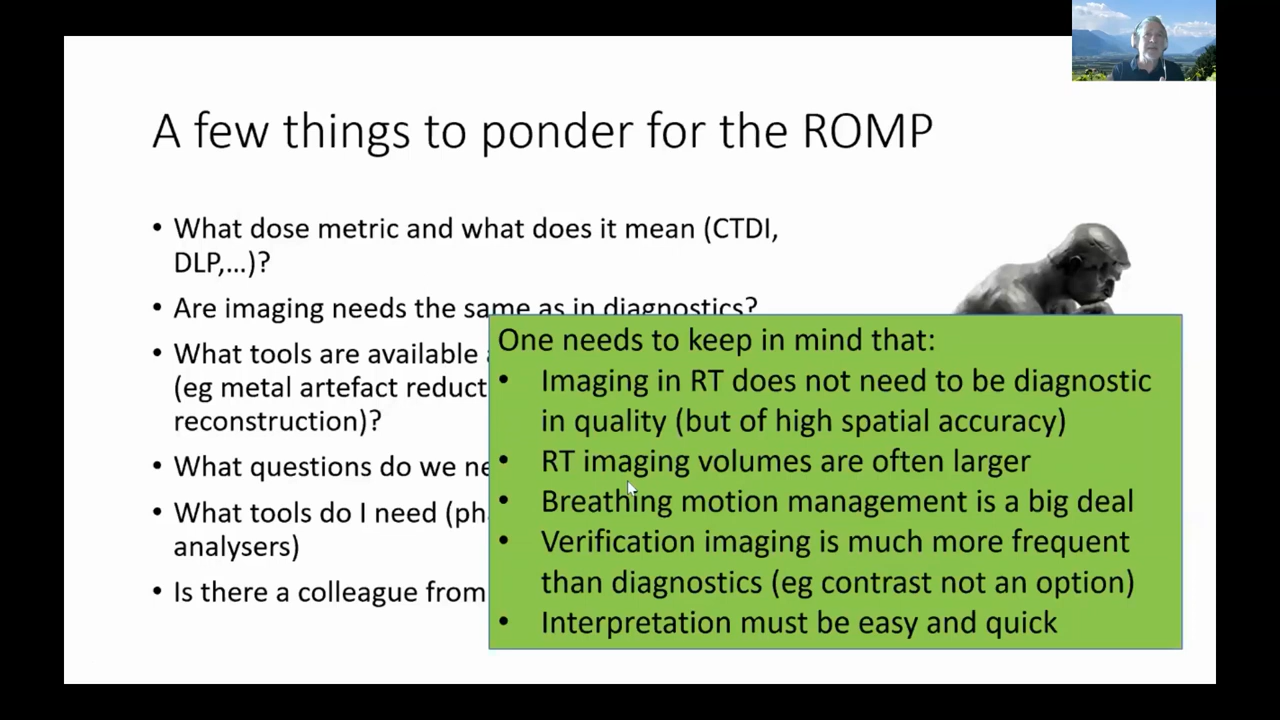 A few things to ponder for the ROMP
• What dose metric and what does it mean (CTDI,
DLP,...)?
• Are imaging needs the same as in diagnostics?
• What tools are available
(eg metal artefact reduct
reconstruction)?
• What questions do we ne
• What tools do I need (ph
analysers)
• Is there a colleague from
One needs to keep in mind that:
• Imaging in RT does not need to be diagnostic
in quality (but of high spatial accuracy)
• RT imaging volumes are often larger
• Breathing motion management is a big deal
• Verification imaging is much more frequent
than diagnostics (eg contrast not an option)
• Interpretation must be easy and quick